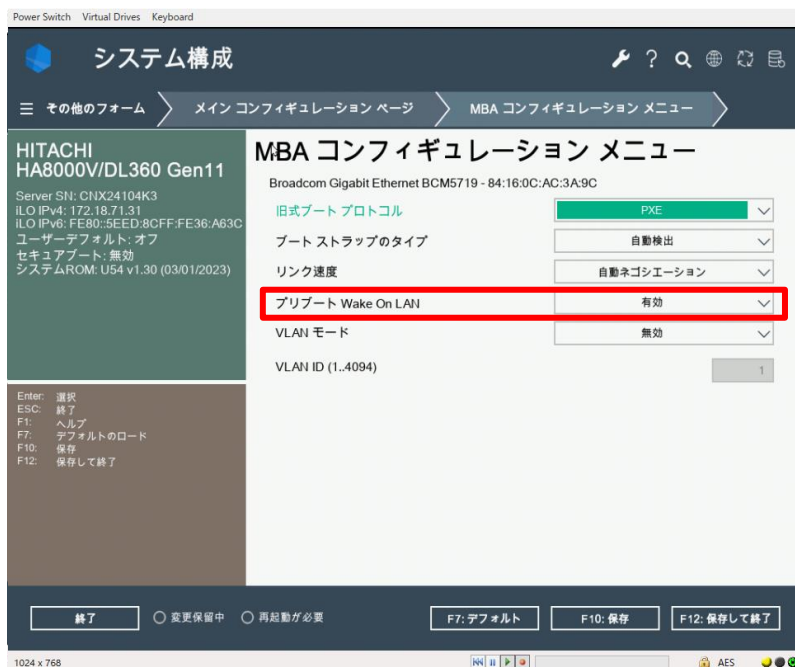 Power Switch Virtual Drives Keyboard
システム構成
その他のフォーム メイン コンフィギュレーション ページ MBA コンフィギュレーション メニュー
HITACHI
HA8000V/DL360 Gen11
Server SN: CNX24104K3
iLO IPv4: 172.18.71.31
iLO IPv6: FE80::5EED:8CFF:FE36:A63C
ユーザーデフォルト: オフ
セキュアブート: 無効
システムROM: U54 v1.30 (03/01/2023)
Enter: 選択
ESC: 終了
F1: ヘルプ
F7: デフォルトのロード
F10: 保存
F12: 保存して終了
MBA コンフィギュレーション メニュー
Broadcom Gigabit Ethernet BCM5719 - 84:16:0C:AC:3A:9C
旧式ブート プロトコル PXE
ブート ストラップのタイプ 自動検出
リンク速度 自動ネゴシエーション
プリブート Wake On LAN 有効
VLAN モード 無効
VLAN ID (1..4094) 1
終了 変更保留中 再起動が必要 F7: デフォルト F10: 保存 F12: 保存して終了
1024 x 768 AES